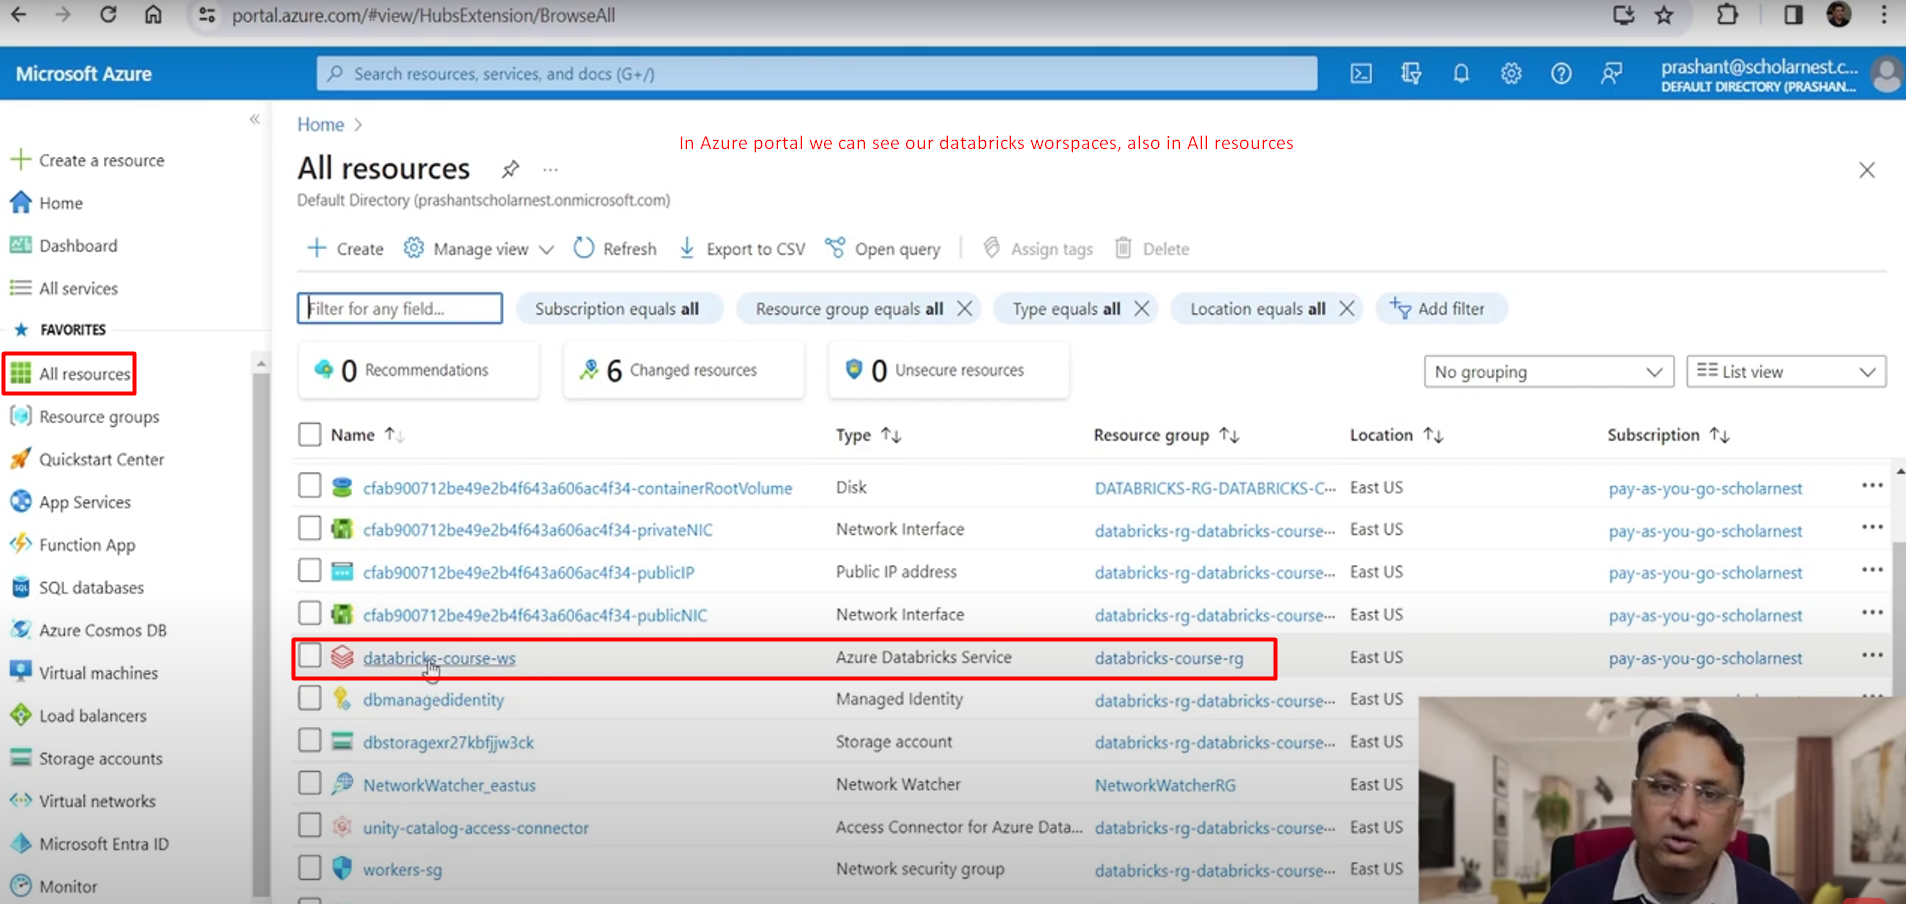 portal.azure.com/#view/HubsExtension/BrowseAll
Microsoft Azure
Search resources, services, and docs (G+/)
prashant@scholarnest.c...
DEFAULT DIRECTORY (PRASHAN...
«
Create a resource
Home
Dashboard
All services
FAVORITES
All resources
Resource groups
Quickstart Center
App Services
Function App
SQL databases
Azure Cosmos DB
Virtual machines
Load balancers
Storage accounts
Virtual networks
Microsoft Entra ID
Monitor
Home >
In Azure portal we can see our databricks worspaces, also in All resources
All resources ...
Default Directory (prashantscholarnest.onmicrosoft.com)
Create Manage view Refresh Export to CSV Open query Assign tags Delete
Filter for any field... Subscription equals all Resource group equals all Type equals all Location equals all Add filter
0 Recommendations 6 Changed resources 0 Unsecure resources No grouping List view
Name Type Resource group Location Subscription
cfab900712be49e2b4f643a606ac4f34-containerRootVolume Disk DATABRICKS-RG-DATABRICKS-C... East US pay-as-you-go-scholarnest ...
cfab900712be49e2b4f643a606ac4f34-privateNIC Network Interface databricks-rg-databricks-course... East US pay-as-you-go-scholarnest ...
cfab900712be49e2b4f643a606ac4f34-publicIP Public IP address databricks-rg-databricks-course... East US pay-as-you-go-scholarnest ...
cfab900712be49e2b4f643a606ac4f34-publicNIC Network Interface databricks-rg-databricks-course... East US pay-as-you-go-scholarnest ...
databricks-course-ws Azure Databricks Service databricks-course-rg East US pay-as-you-go-scholarnest ...
dbmanagedidentity Managed Identity databricks-rg-databricks-course... East US
dbstoragexr27kbfjjw3ck Storage account databricks-rg-databricks-course... East US
NetworkWatcher_eastus Network Watcher NetworkWatcherRG East US
unity-catalog-access-connector Access Connector for Azure Data... databricks-rg-databricks-course... East US
workers-sg Network security group databricks-rg-databricks-course... East US